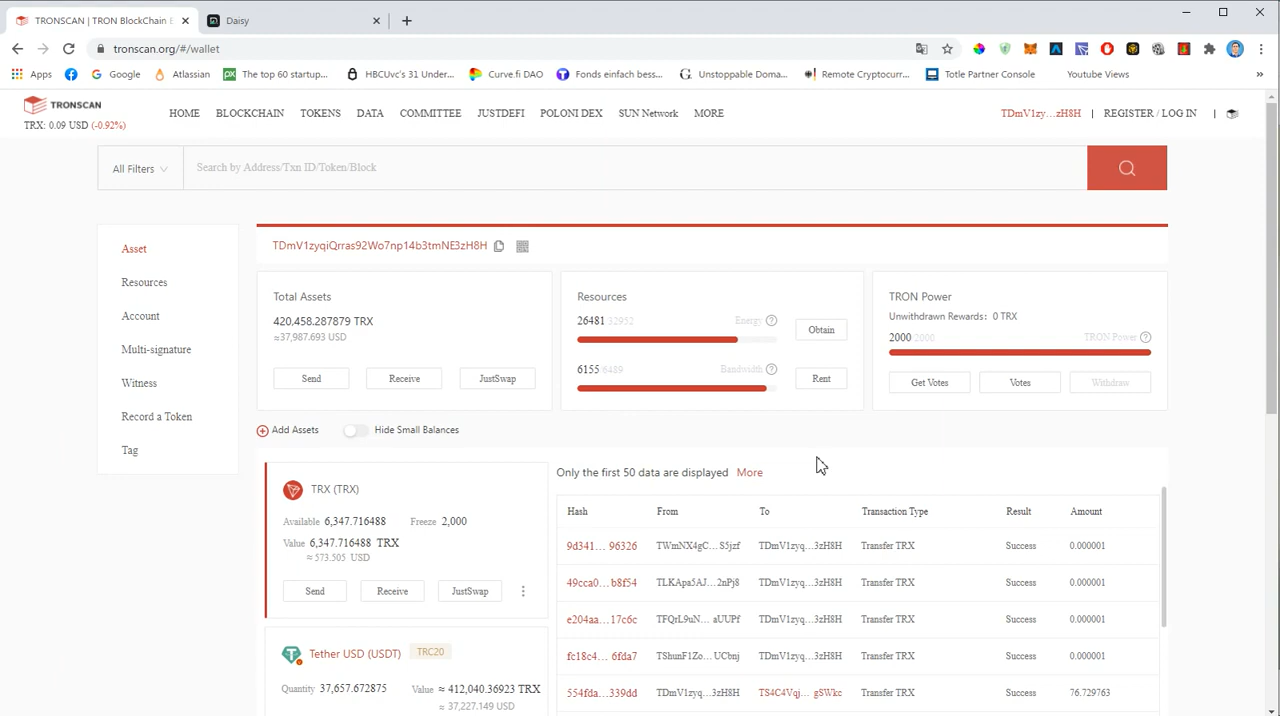 TRONSCAN | TRON BlockChain E
Daisy
tronscan.org/#/wallet
Apps
Google
Atlassian
The top 60 startup...
HBCUvc's 31 Under...
Curve.fi DAO
Fonds einfach bess...
Unstoppable Doma...
Remote Cryptocurr...
Totle Partner Console
Youtube Views
»
TRONSCAN
TRX: 0.09 USD (-0.92%)
HOME
BLOCKCHAIN
TOKENS
DATA
COMMITTEE
JUSTDEFI
POLONI DEX
SUN Network
MORE
TDmV1zy...zH8H
REGISTER / LOG IN
All Filters
Search by Address/Txn ID/Token/Block
Asset
Resources
Account
Multi-signature
Witness
Record a Token
Tag
TDmV1zyqiQrras92Wo7np14b3tmNE3zH8H
Total Assets
420,458.287879 TRX
≈37,987.693 USD
Send
Receive
JustSwap
Resources
26481/32952
Energy
Obtain
6155/6489
Bandwidth
Rent
TRON Power
Unwithdrawn Rewards: 0 TRX
2000/2000
TRON Power
Get Votes
Votes
Withdraw
Add Assets
Hide Small Balances
TRX (TRX)
Available 6,347.716488 Freeze 2,000
Value 6,347.716488 TRX
≈ 573.505 USD
Send
Receive
JustSwap
Tether USD (USDT) TRC20
Quantity 37,657.672875 Value ≈ 412,040.36923 TRX
≈ 37,227.149 USD
Only the first 50 data are displayed More
Hash From To Transaction Type Result Amount
9d341... 96326 TWmNX4gC... S5jzf TDmV1zyq...3zH8H Transfer TRX Success 0.000001
49cca0... b8f54 TLKApa5AJ... 2nPj8 TDmV1zyq...3zH8H Transfer TRX Success 0.000001
e204aa... 17c6c TFQrL9uN... aUUPf TDmV1zyq...3zH8H Transfer TRX Success 0.000001
fc18c4... 6fda7 TShunF1Zo... UCbnj TDmV1zyq...3zH8H Transfer TRX Success 0.000001
554fda... 339dd TDmV1zy...3zH8H TS4C4Vqj... gSWkc Transfer TRX Success 76.729763